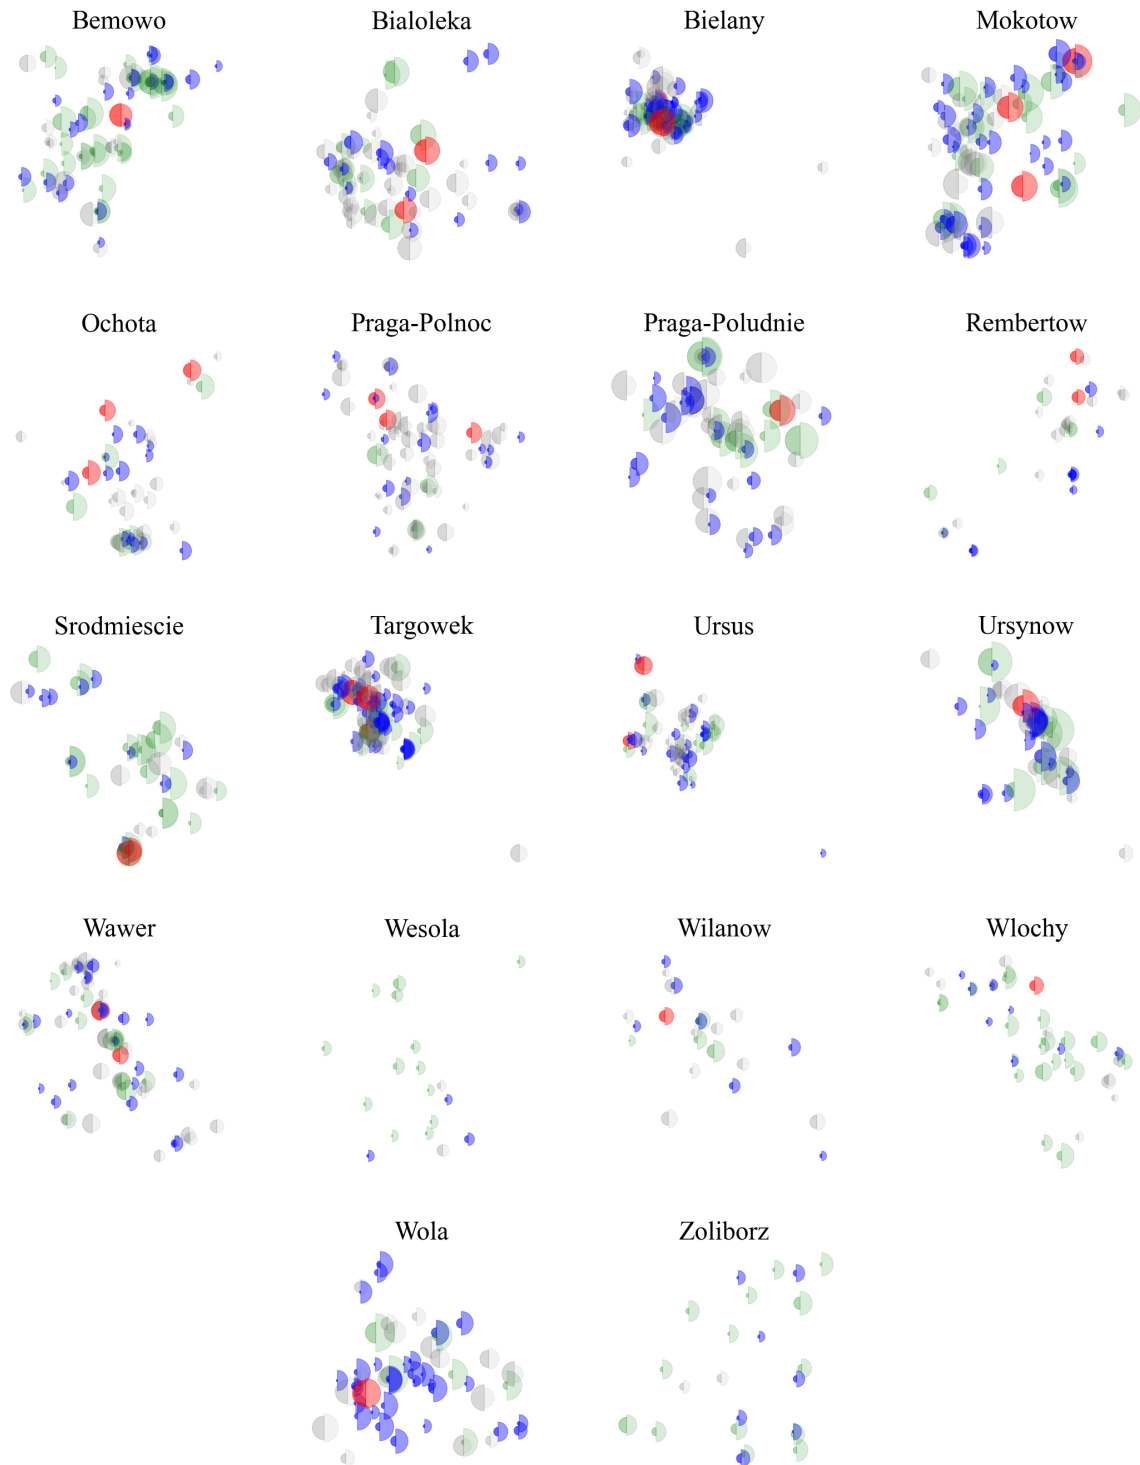 Bemowo
Bialoleka
Bielany
Mokotow
Ochota
Praga-Polnoc
Praga-Poludnie
Rembertow
Srodmiescie
Targowek
Ursus
Ursynow
Wawer
Wesola
Wilanow
Wlochy
Wola
Zoliborz